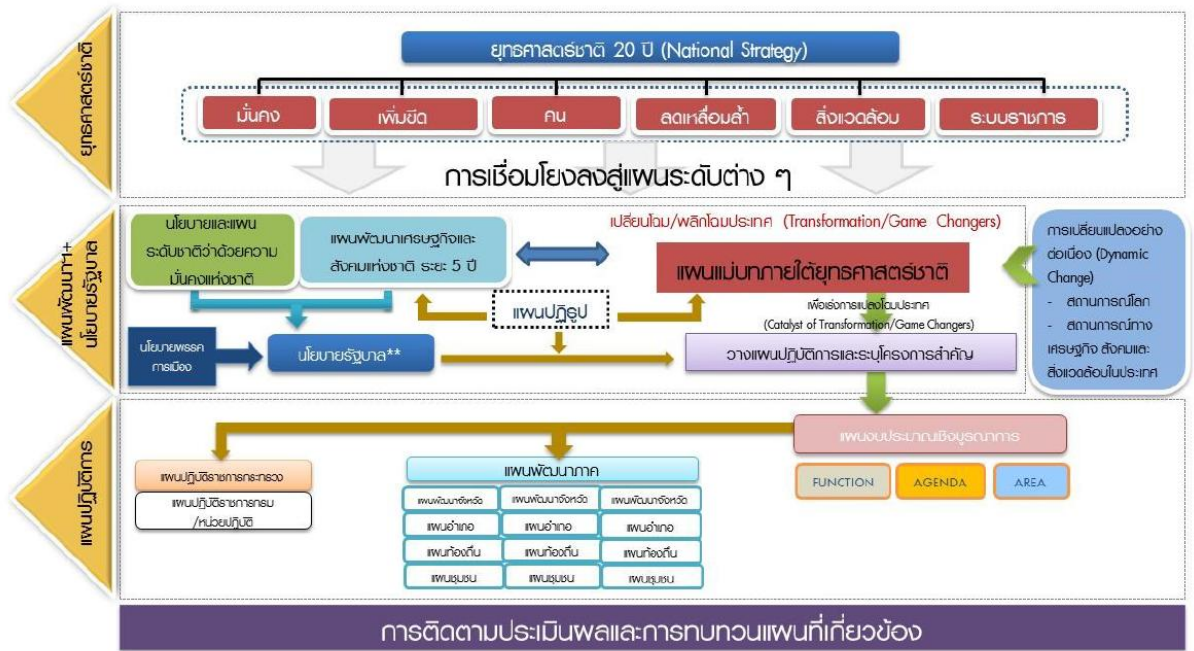 ยุทธศาสตร์ชาติ
ยุทธศาสตร์ชาติ 20 ปี (National Strategy)
มั่นคง
เพิ่มขีด
คน
ลดเหลื่อมล้ำ
สิ่งแวดล้อม
ระบบราชการ
การเชื่อมโยงลงสู่แผนระดับต่าง ๆ
แผนพัฒนาฯ+
นโยบายรัฐบาล
นโยบายและแผน
ระดับชาติว่าด้วยความ
มั่นคงแห่งชาติ
แผนพัฒนาเศรษฐกิจและ
สังคมแห่งชาติ ระยะ 5 ปี
เปลี่ยนโฉม/พลิกโฉมประเทศ (Transformation/Game Changers)
แผนแม่บทภายใต้ยุทธศาสตร์ชาติ
การเปลี่ยนแปลงอย่าง
ต่อเนื่อง (Dynamic
Change)
- สถานการณ์โลก
- สถานการณ์ทาง
เศรษฐกิจ สังคมและ
สิ่งแวดล้อมในประเทศ
แผนปฏิรูป
เพื่อเร่งการแปลงโฉมประเทศ
(Catalyst of Transformation/Game Changers)
นโยบายพรรค
การเมือง
นโยบายรัฐบาล**
วางแผนปฏิบัติการและระบุโครงการสำคัญ
แผนปฏิบัติการ
แผนงบประมาณเชิงบูรณาการ
FUNCTION
AGENDA
AREA
แผนปฏิบัติราชการกระทรวง
แผนปฏิบัติราชการกรม
/หน่วยปฏิบัติ
แผนพัฒนาภาค
แผนพัฒนาจังหวัด แผนพัฒนาจังหวัด แผนพัฒนาจังหวัด
แผนอำเภอ แผนอำเภอ แผนอำเภอ
แผนท้องถิ่น แผนท้องถิ่น แผนท้องถิ่น
แผนชุมชน แผนชุมชน แผนชุมชน
การติดตามประเมินผลและการทบทวนแผนที่เกี่ยวข้อง